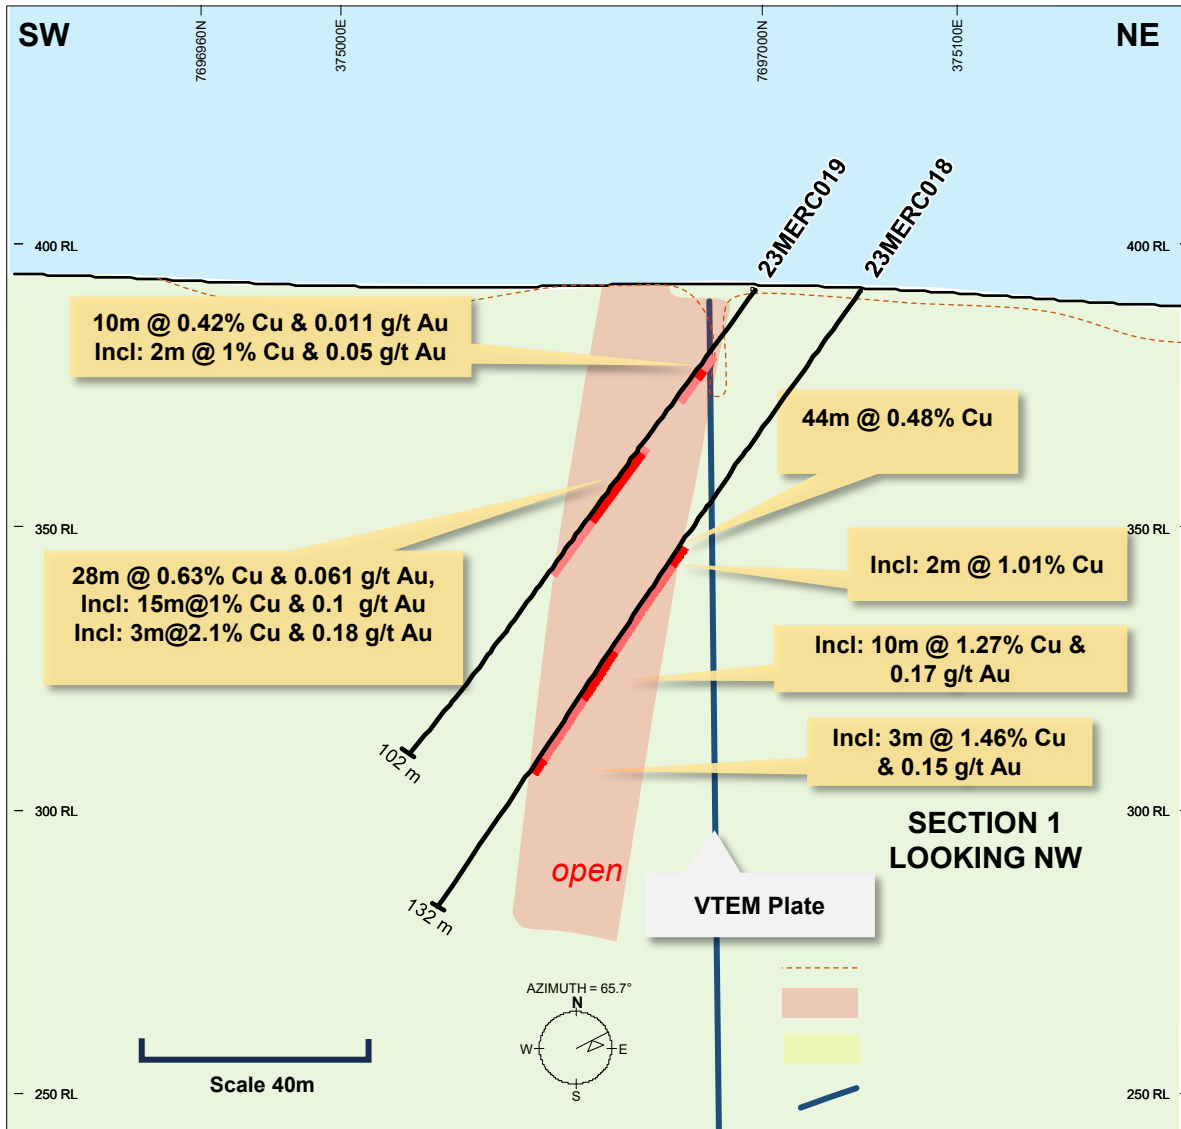 SW
7696960N
375000E
7697000N
375100E
NE
23MERC019
23MERC018
400 RL
400 RL
10m @ 0.42% Cu & 0.011 g/t Au
Incl: 2m @ 1% Cu & 0.05 g/t Au
44m @ 0.48% Cu
350 RL
350 RL
Incl: 2m @ 1.01% Cu
28m @ 0.63% Cu & 0.061 g/t Au,
Incl: 15m@1% Cu & 0.1 g/t Au
Incl: 3m@2.1% Cu & 0.18 g/t Au
Incl: 10m @ 1.27% Cu &
0.17 g/t Au
Incl: 3m @ 1.46% Cu
& 0.15 g/t Au
102 m
300 RL
300 RL
SECTION 1
LOOKING NW
open
VTEM Plate
132 m
AZIMUTH = 65.7°
N
W
E
S
Scale 40m
250 RL
250 RL